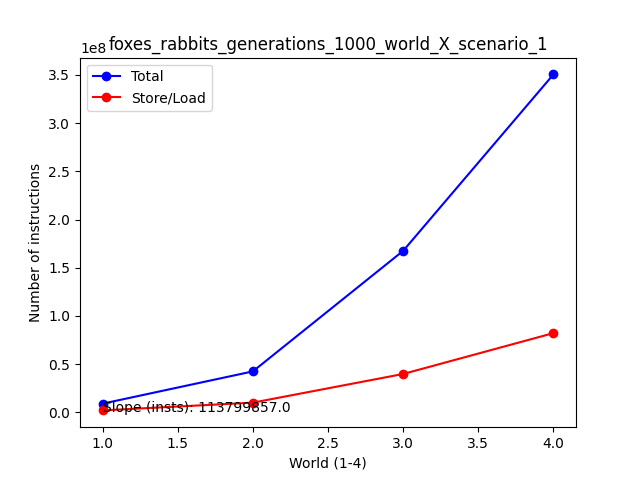 foxes_rabbits_generations_1000_world_X_scenario_1
1e8
Total
Store/Load
3.5
3.0
2.5
2.0
1.5
1.0
0.5
0.0
Number of instructions
Slope (insts): 113799857.0
1.0 1.5 2.0 2.5 3.0 3.5 4.0
World (1-4)